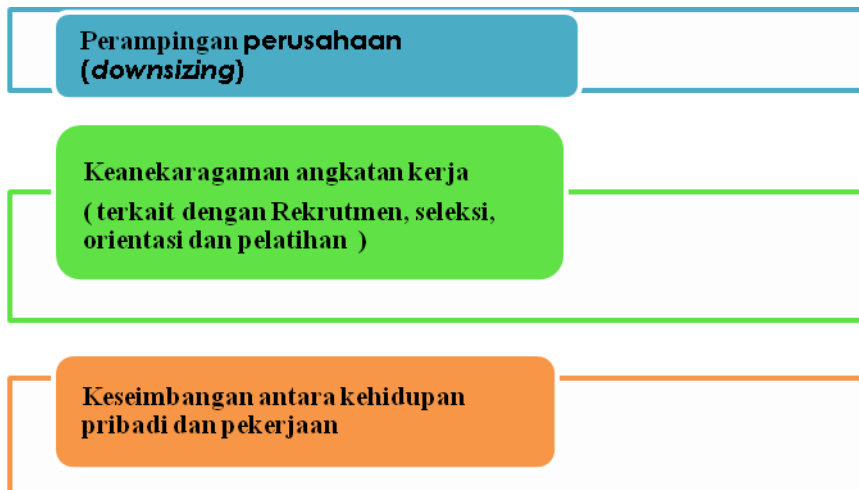 Perampingan perusahaan
(downsizing)
Keanekaragaman angkatan kerja
( terkait dengan Rekrutmen, seleksi,
orientasi dan pelatihan )
Keseimbangan antara kehidupan
pribadi dan pekerjaan